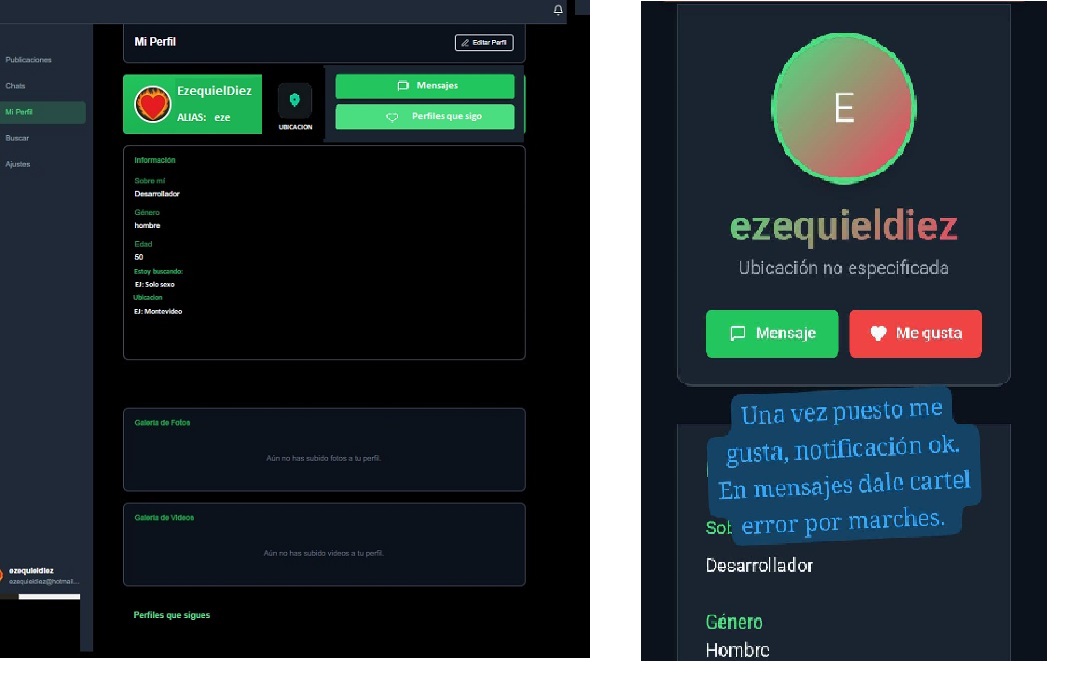 Mi Perfil
Editar Perfil
Publicaciones
Chats
Mi Perfil
Buscar
Ajustes
EzequielDiez
ALIAS: eze
UBICACION
Mensajes
Perfiles que sigo
Información
Sobre mí
Desarrollador
Género
hombre
Edad
50
Estoy buscando:
EJ: Solo sexo
Ubicacion
EJ: Montevideo
Galería de Fotos
Aún no has subido fotos a tu perfil.
Galería de Videos
Aún no has subido videos a tu perfil.
Perfiles que sigues
ezequieldiez
ezequieldiez@hotmail...
E
ezequieldiez
Ubicación no especificada
Mensaje
Me gusta
Una vez puesto me
gusta, notificación ok.
En mensajes dale cartel
error por marches.
Sob
Desarrollador
Género
Hombre